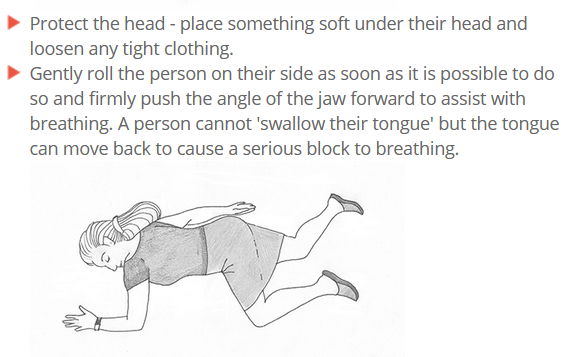 Protect the head - place something soft under their head and
loosen any tight clothing.
Gently roll the person on their side as soon as it is possible to do
so and firmly push the angle of the jaw forward to assist with
breathing. A person cannot 'swallow their tongue' but the tongue
can move back to cause a serious block to breathing.